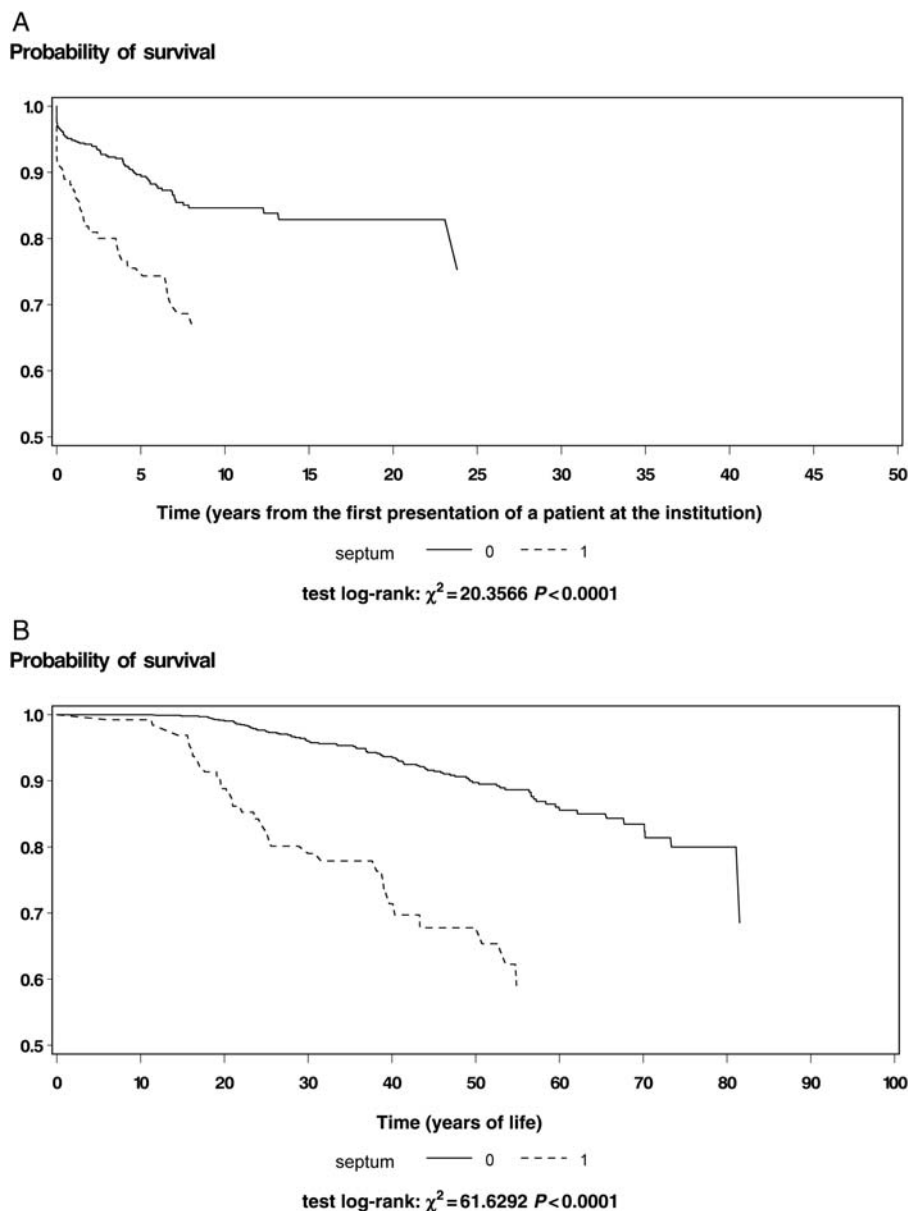 A
Probability of survival
1.0
0.9
0.8
0.7
0.6
0.5
0 5 10 15 20 25 30 35 40 45 50
Time (years from the first presentation of a patient at the institution)
septum 0 1
test log-rank: χ²=20.3566 P<0.0001
B
Probability of survival
1.0
0.9
0.8
0.7
0.6
0.5
0 10 20 30 40 50 60 70 80 90 100
Time (years of life)
septum 0 1
test log-rank: χ²=61.6292 P<0.0001